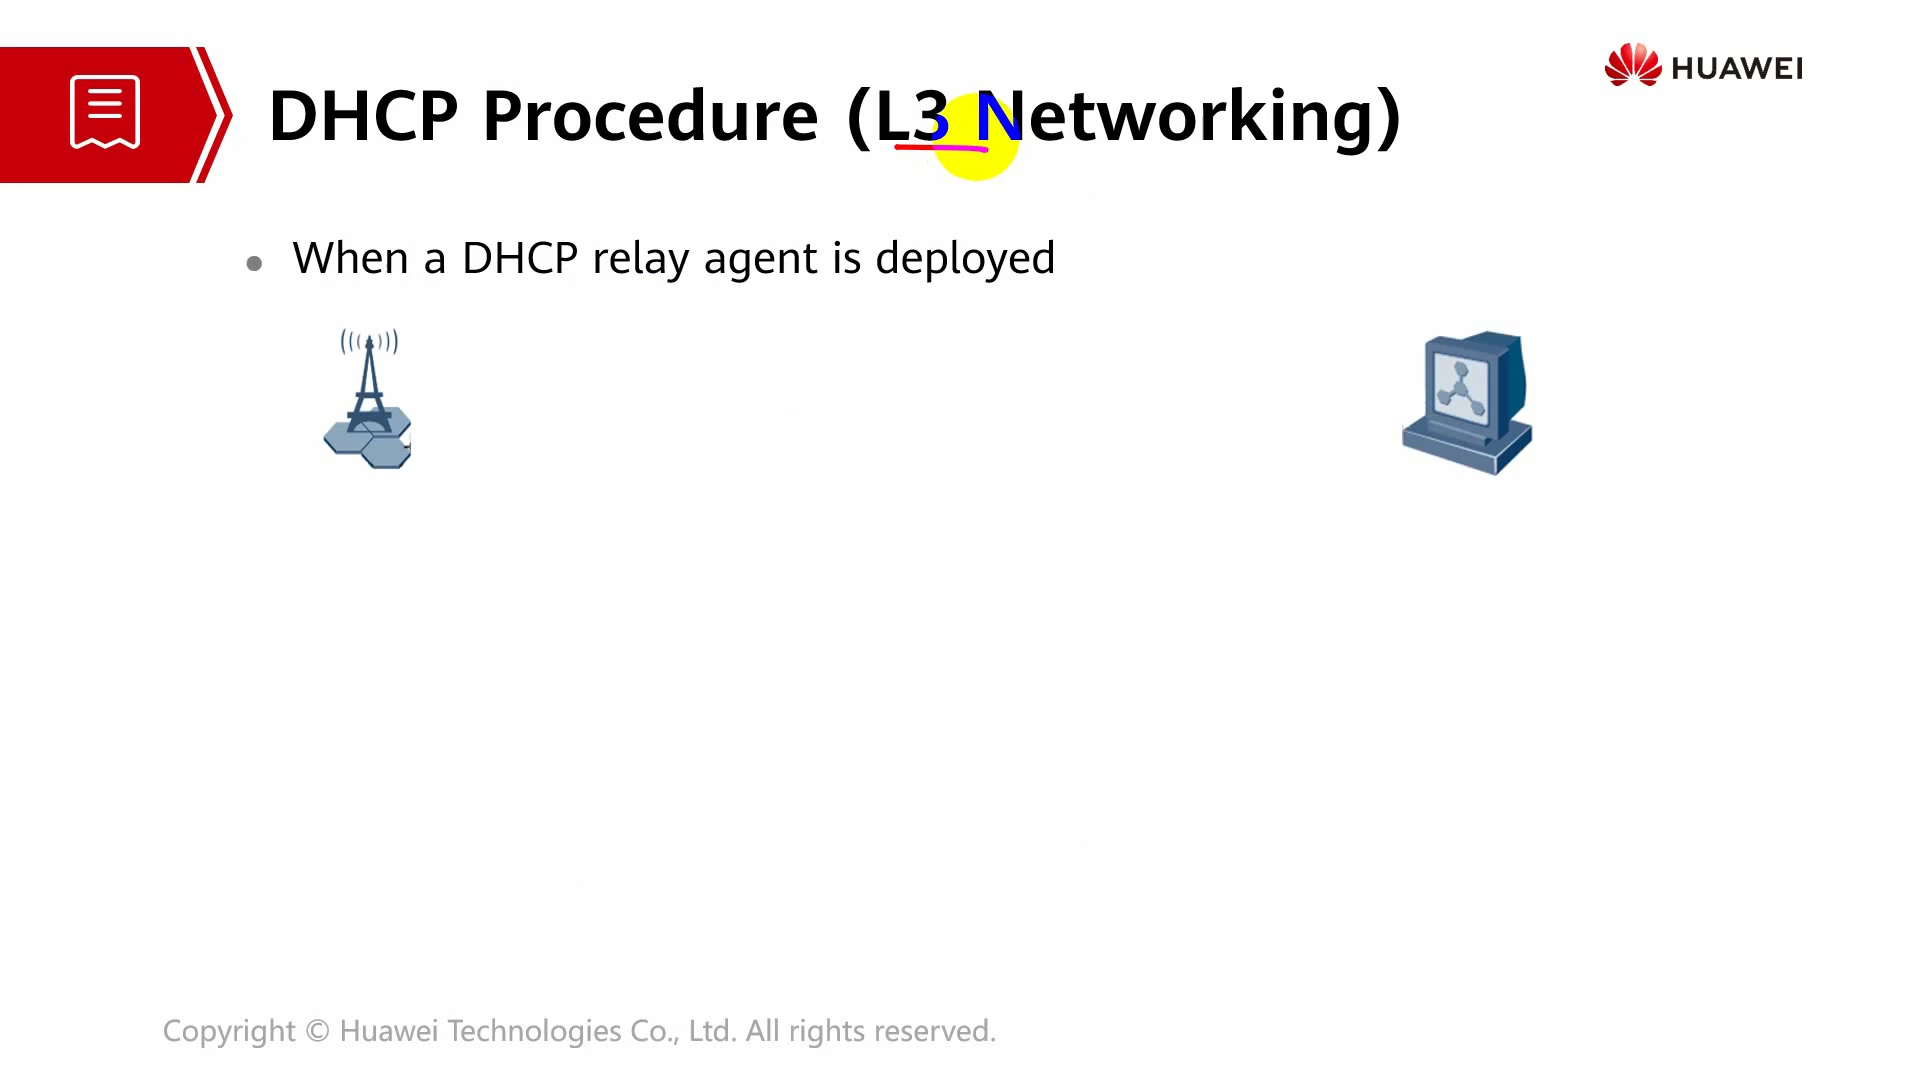 HUAWEI
DHCP Procedure (L3 Networking)
• When a DHCP relay agent is deployed
Copyright © Huawei Technologies Co., Ltd. All rights reserved.